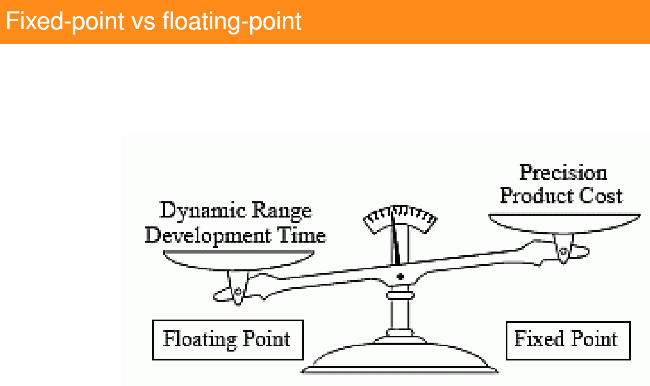 Fixed-point vs floating-point
Precision
Product Cost
Dynamic Range
Development Time
Floating Point
Fixed Point